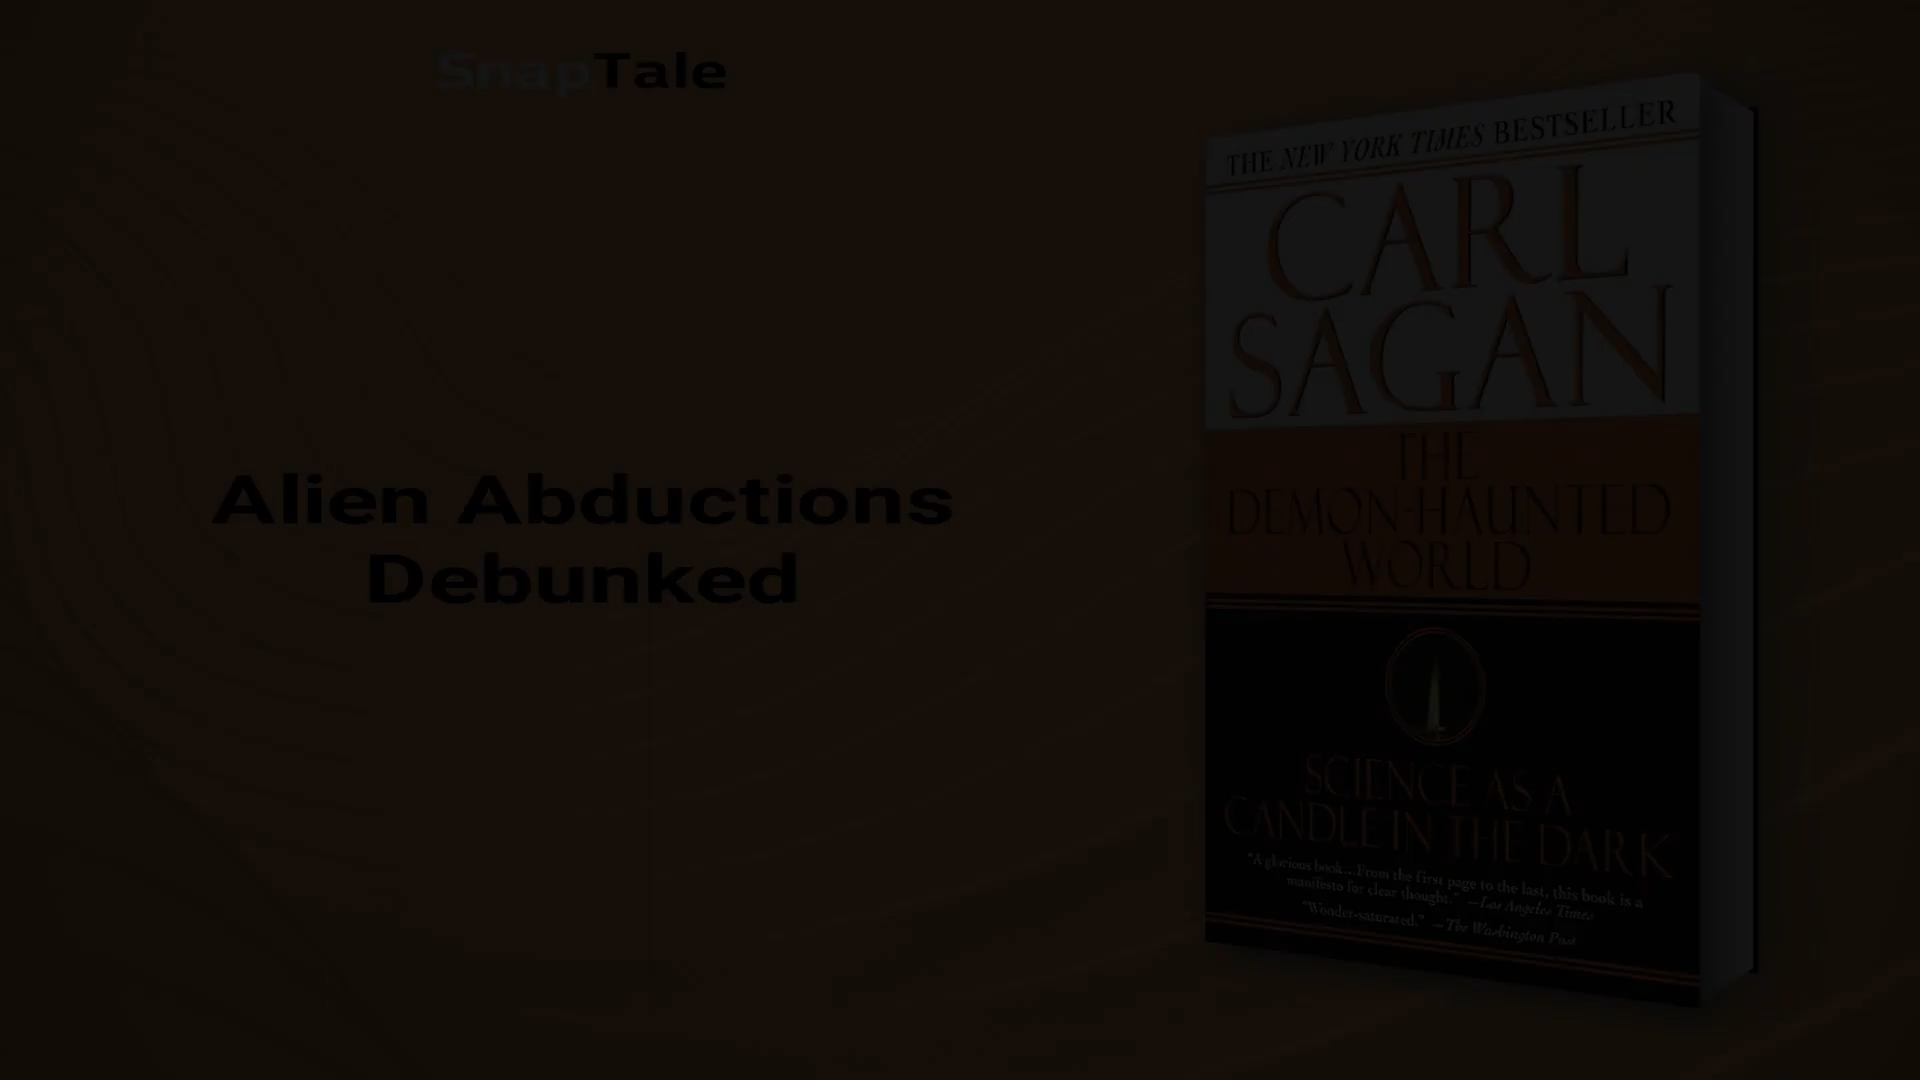 SnapTale
Alien Abductions
Debunked
THE NEW YORK TIMES BESTSELLER
CARL
SAGAN
THE
DEMON-HAUNTED
WORLD
SCIENCE AS A
CANDLE IN THE DARK
"A glorious book...From the first page to the last, this book is a
manifesto for clear thought." —Los Angeles Times
"Wonder-saturated." —The Washington Post